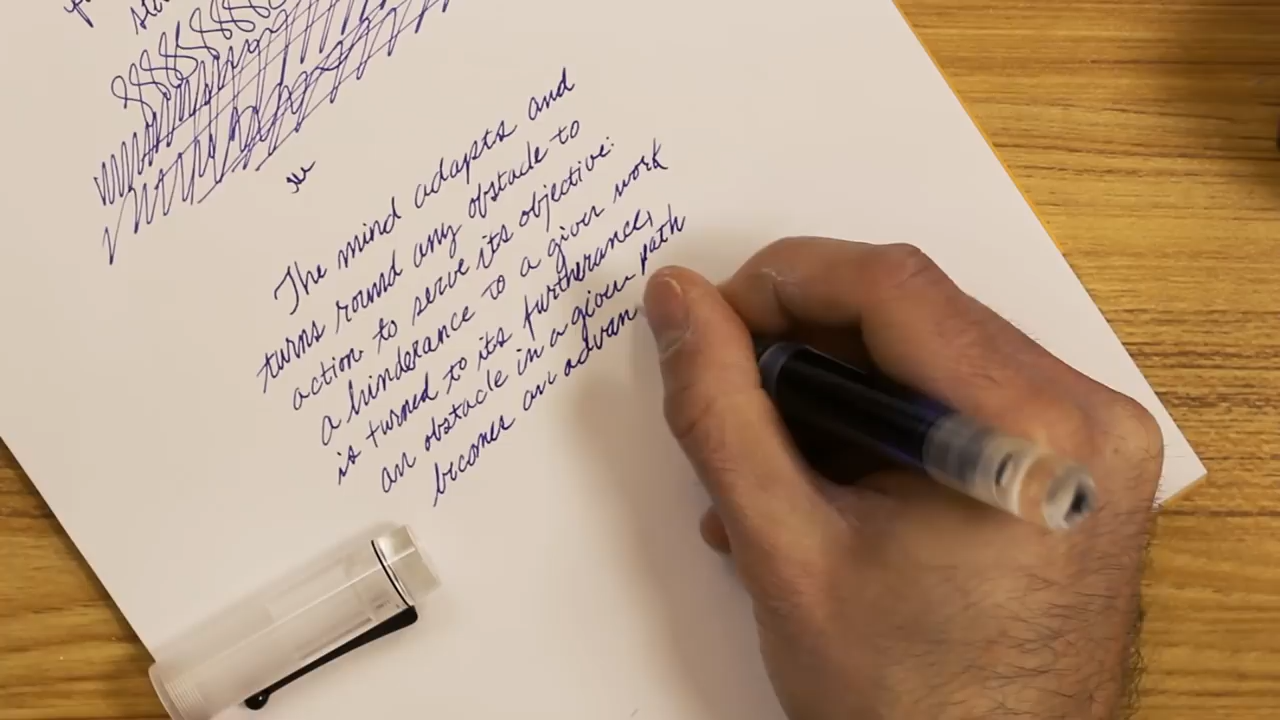 The mind adapts and
turns round any obstacle to
action to serve its objective:
a hinderance to a given work
is turned to its furtherance,
an obstacle in a given path
becomes an advan